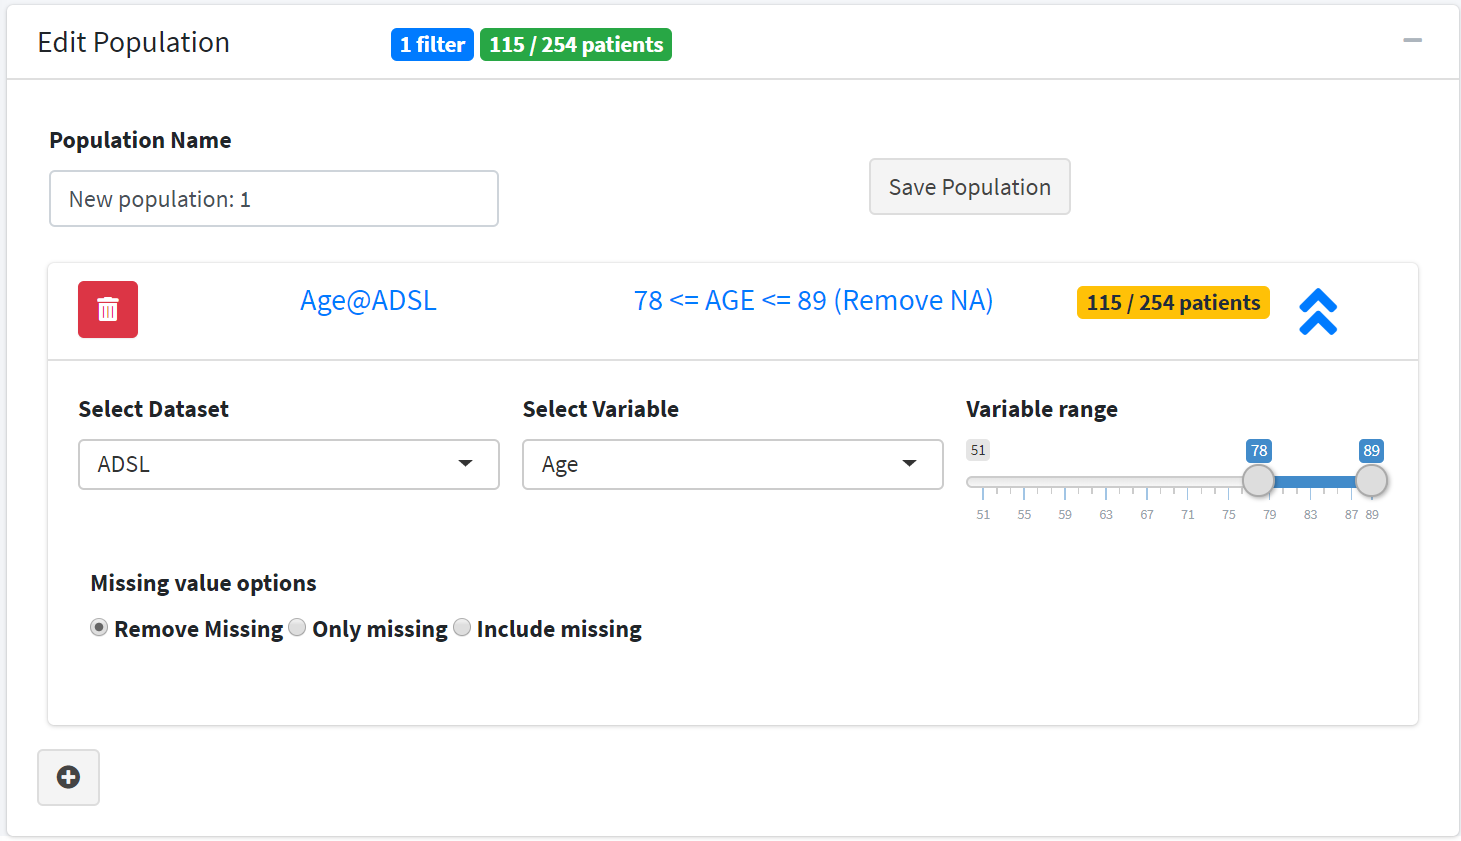 Edit Population 1 filter 115 / 254 patients
Population Name
New population: 1
Save Population
Age@ADSL 78 <= AGE <= 89 (Remove NA) 115 / 254 patients
Select Dataset Select Variable Variable range
ADSL Age
51 78 89
51 55 59 63 67 71 75 79 83 87 89
Missing value options
Remove Missing Only missing Include missing